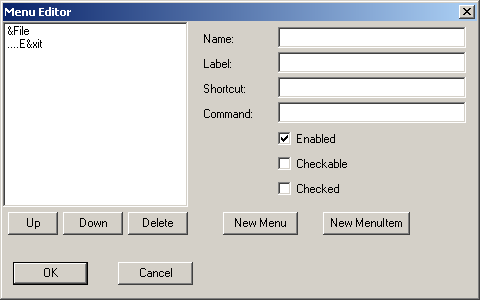 Menu Editor
&File
....E&xit
Name:
Label:
Shortcut:
Command:
Enabled
Checkable
Checked
Up Down Delete New Menu New MenuItem
OK Cancel